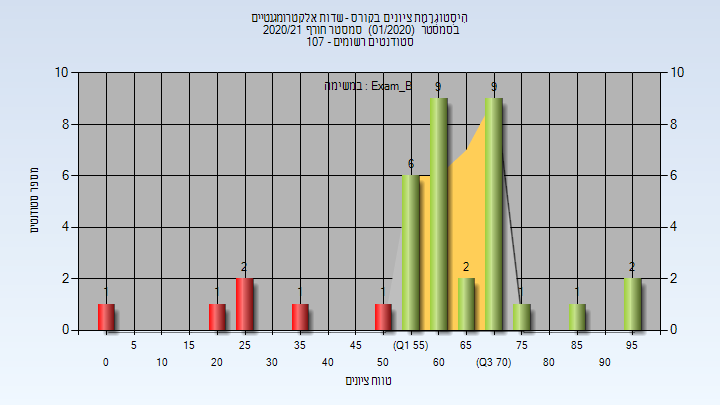 היסטוגרמת ציונים בקורס - שדות אלקטרומגנטיים
בסמסטר (01/2020) סמסטר חורף 2020/21
סטודנטים רשומים - 107
במשימה : Exam_B
מספר סטודנטים
10 10
8 8
6 6
4 4
2 2
0 0
1 1 2 1 1 6 9 2 9 1 1 2
5 15 25 35 45 (Q1 55) 65 75 85 95
0 10 20 30 40 50 60 (Q3 70) 80 90
טווח ציונים